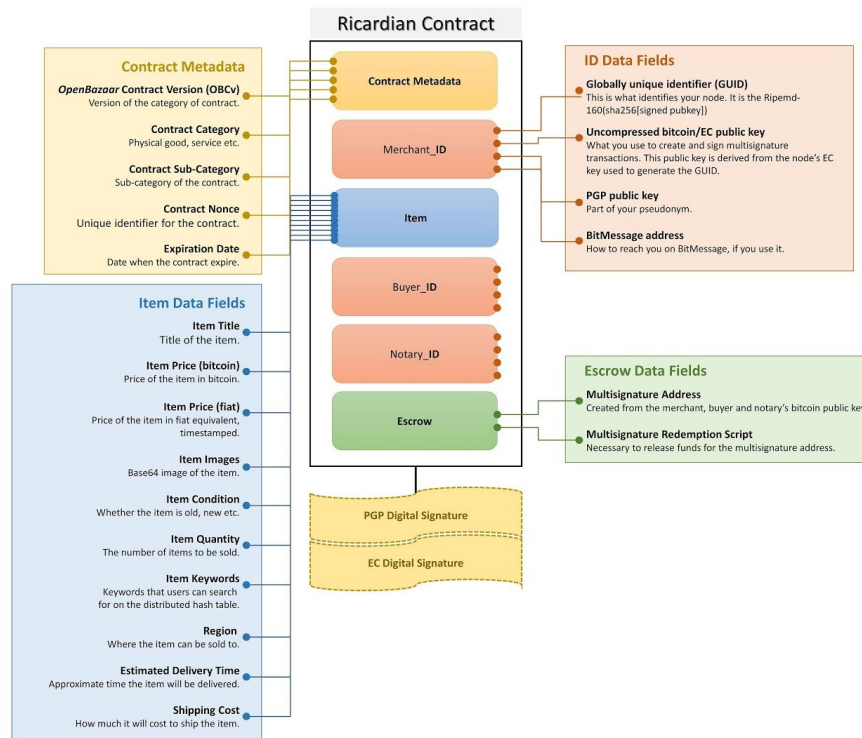 Ricardian Contract
Contract Metadata
OpenBazaar Contract Version (OBCv)
Version of the category of contract.
Contract Category
Physical good, service etc.
Contract Sub-Category
Sub-category of the contract.
Contract Nonce
Unique identifier for the contract.
Expiration Date
Date when the contract expire.
Item Data Fields
Item Title
Title of the item.
Item Price (bitcoin)
Price of the item in bitcoin.
Item Price (fiat)
Price of the item in fiat equivalent,
timestamped.
Item Images
Base64 image of the item.
Item Condition
Whether the item is old, new etc.
Item Quantity
The number of items to be sold.
Item Keywords
Keywords that users can search
for on the distributed hash table.
Region
Where the item can be sold to.
Estimated Delivery Time
Approximate time the item will be delivered.
Shipping Cost
How much it will cost to ship the item.
Contract Metadata
Merchant_ID
Item
Buyer_ID
Notary_ID
Escrow
PGP Digital Signature
EC Digital Signature
ID Data Fields
Globally unique identifier (GUID)
This is what identifies your node. It is the Ripemd-
160(sha256[signed pubkey])
Uncompressed bitcoin/EC public key
What you use to create and sign multisignature
transactions. This public key is derived from the node's EC
key used to generate the GUID.
PGP public key
Part of your pseudonym.
BitMessage address
How to reach you on BitMessage, if you use it.
Escrow Data Fields
Multisignature Address
Created from the merchant, buyer and notary's bitcoin public key
Multisignature Redemption Script
Necessary to release funds for the multisignature address.